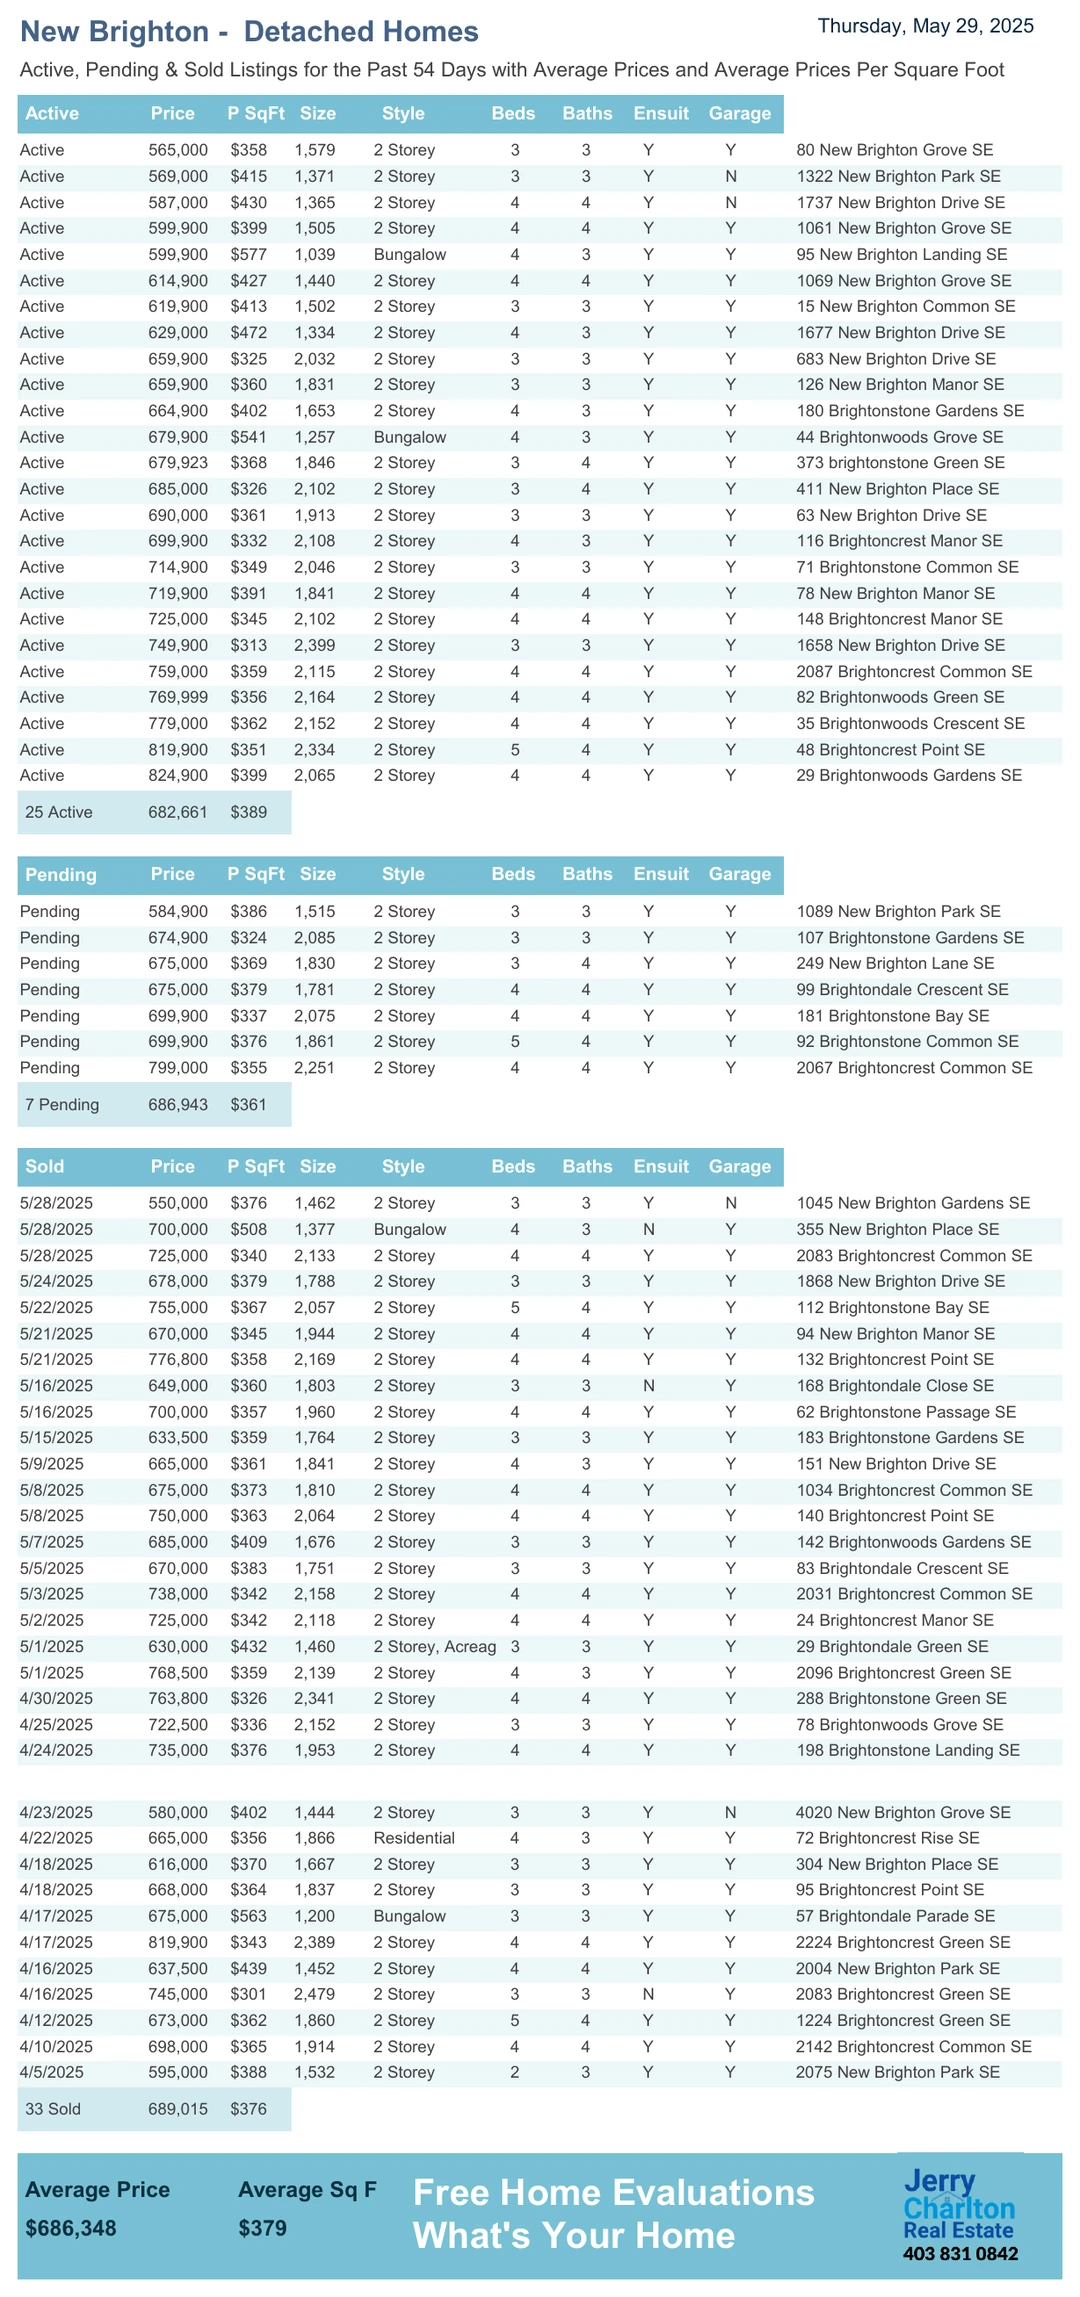 New Brighton -  Detached Homes
Thursday, May 29, 2025
Active, Pending & Sold Listings for the Past 54 Days with Average Prices and Average Prices Per Square Foot
Active Price P SqFt Size Style Beds Baths Ensuit Garage
Active 565,000 $358 1,579 2 Storey 3 3 Y Y 80 New Brighton Grove SE
Active 569,000 $415 1,371 2 Storey 3 3 Y N 1322 New Brighton Park SE
Active 587,000 $430 1,365 2 Storey 4 4 Y N 1737 New Brighton Drive SE
Active 599,900 $399 1,505 2 Storey 4 4 Y Y 1061 New Brighton Grove SE
Active 599,900 $577 1,039 Bungalow 4 3 Y Y 95 New Brighton Landing SE
Active 614,900 $427 1,440 2 Storey 4 4 Y Y 1069 New Brighton Grove SE
Active 619,900 $413 1,502 2 Storey 3 3 Y Y 15 New Brighton Common SE
Active 629,000 $472 1,334 2 Storey 4 3 Y Y 1677 New Brighton Drive SE
Active 659,900 $325 2,032 2 Storey 3 3 Y Y 683 New Brighton Drive SE
Active 659,900 $360 1,831 2 Storey 3 3 Y Y 126 New Brighton Manor SE
Active 664,900 $402 1,653 2 Storey 4 3 Y Y 180 Brightonstone Gardens SE
Active 679,900 $541 1,257 Bungalow 4 3 Y Y 44 Brightonwoods Grove SE
Active 679,923 $368 1,846 2 Storey 3 4 Y Y 373 brightonstone Green SE
Active 685,000 $326 2,102 2 Storey 3 4 Y Y 411 New Brighton Place SE
Active 690,000 $361 1,913 2 Storey 3 3 Y Y 63 New Brighton Drive SE
Active 699,900 $332 2,108 2 Storey 4 3 Y Y 116 Brightoncrest Manor SE
Active 714,900 $349 2,046 2 Storey 3 3 Y Y 71 Brightonstone Common SE
Active 719,900 $391 1,841 2 Storey 4 4 Y Y 78 New Brighton Manor SE
Active 725,000 $345 2,102 2 Storey 4 4 Y Y 148 Brightoncrest Manor SE
Active 749,900 $313 2,399 2 Storey 3 3 Y Y 1658 New Brighton Drive SE
Active 759,000 $359 2,115 2 Storey 4 4 Y Y 2087 Brightoncrest Common SE
Active 769,999 $356 2,164 2 Storey 4 4 Y Y 82 Brightonwoods Green SE
Active 779,000 $362 2,152 2 Storey 4 4 Y Y 35 Brightonwoods Crescent SE
Active 819,900 $351 2,334 2 Storey 5 4 Y Y 48 Brightoncrest Point SE
Active 824,900 $399 2,065 2 Storey 4 4 Y Y 29 Brightonwoods Gardens SE
25 Active 682,661 $389
Pending Price P SqFt Size Style Beds Baths Ensuit Garage
Pending 584,900 $386 1,515 2 Storey 3 3 Y Y 1089 New Brighton Park SE
Pending 674,900 $324 2,085 2 Storey 3 3 Y Y 107 Brightonstone Gardens SE
Pending 675,000 $369 1,830 2 Storey 3 4 Y Y 249 New Brighton Lane SE
Pending 675,000 $379 1,781 2 Storey 4 4 Y Y 99 Brightondale Crescent SE
Pending 699,900 $337 2,075 2 Storey 4 4 Y Y 181 Brightonstone Bay SE
Pending 699,900 $376 1,861 2 Storey 5 4 Y Y 92 Brightonstone Common SE
Pending 799,000 $355 2,251 2 Storey 4 4 Y Y 2067 Brightoncrest Common SE
7 Pending 686,943 $361
Sold Price P SqFt Size Style Beds Baths Ensuit Garage
5/28/2025 550,000 $376 1,462 2 Storey 3 3 Y N 1045 New Brighton Gardens SE
5/28/2025 700,000 $508 1,377 Bungalow 4 3 N Y 355 New Brighton Place SE
5/28/2025 725,000 $340 2,133 2 Storey 4 4 Y Y 2083 Brightoncrest Common SE
5/24/2025 678,000 $379 1,788 2 Storey 3 3 Y Y 1868 New Brighton Drive SE
5/22/2025 755,000 $367 2,057 2 Storey 5 4 Y Y 112 Brightonstone Bay SE
5/21/2025 670,000 $345 1,944 2 Storey 4 4 Y Y 94 New Brighton Manor SE
5/21/2025 776,800 $358 2,169 2 Storey 4 4 Y Y 132 Brightoncrest Point SE
5/16/2025 649,000 $360 1,803 2 Storey 3 3 N Y 168 Brightondale Close SE
5/16/2025 700,000 $357 1,960 2 Storey 4 4 Y Y 62 Brightonstone Passage SE
5/15/2025 633,500 $359 1,764 2 Storey 3 3 Y Y 183 Brightonstone Gardens SE
5/9/2025 665,000 $361 1,841 2 Storey 4 3 Y Y 151 New Brighton Drive SE
5/8/2025 675,000 $373 1,810 2 Storey 4 4 Y Y 1034 Brightoncrest Common SE
5/8/2025 750,000 $363 2,064 2 Storey 4 4 Y Y 140 Brightoncrest Point SE
5/7/2025 685,000 $409 1,676 2 Storey 3 3 Y Y 142 Brightonwoods Gardens SE
5/5/2025 670,000 $383 1,751 2 Storey 3 3 Y Y 83 Brightondale Crescent SE
5/3/2025 738,000 $342 2,158 2 Storey 4 4 Y Y 2031 Brightoncrest Common SE
5/2/2025 725,000 $342 2,118 2 Storey 4 4 Y Y 24 Brightoncrest Manor SE
5/1/2025 630,000 $432 1,460 2 Storey, Acreag 3 3 Y Y 29 Brightondale Green SE
5/1/2025 768,500 $359 2,139 2 Storey 4 3 Y Y 2096 Brightoncrest Green SE
4/30/2025 763,800 $326 2,341 2 Storey 4 4 Y Y 288 Brightonstone Green SE
4/25/2025 722,500 $336 2,152 2 Storey 3 3 Y Y 78 Brightonwoods Grove SE
4/24/2025 735,000 $376 1,953 2 Storey 4 4 Y Y 198 Brightonstone Landing SE
4/23/2025 580,000 $402 1,444 2 Storey 3 3 Y N 4020 New Brighton Grove SE
4/22/2025 665,000 $356 1,866 Residential 4 3 Y Y 72 Brightoncrest Rise SE
4/18/2025 616,000 $370 1,667 2 Storey 3 3 Y Y 304 New Brighton Place SE
4/18/2025 668,000 $364 1,837 2 Storey 3 3 Y Y 95 Brightoncrest Point SE
4/17/2025 675,000 $563 1,200 Bungalow 3 3 Y Y 57 Brightondale Parade SE
4/17/2025 819,900 $343 2,389 2 Storey 4 4 Y Y 2224 Brightoncrest Green SE
4/16/2025 637,500 $439 1,452 2 Storey 4 4 Y Y 2004 New Brighton Park SE
4/16/2025 745,000 $301 2,479 2 Storey 3 3 N Y 2083 Brightoncrest Green SE
4/12/2025 673,000 $362 1,860 2 Storey 5 4 Y Y 1224 Brightoncrest Green SE
4/10/2025 698,000 $365 1,914 2 Storey 4 4 Y Y 2142 Brightoncrest Common SE
4/5/2025 595,000 $388 1,532 2 Storey 2 3 Y Y 2075 New Brighton Park SE
33 Sold 689,015 $376
Average Price Average Sq F
$686,348 $379
Free Home Evaluations
What's Your Home
Jerry
Charlton
Real Estate
403 831 0842